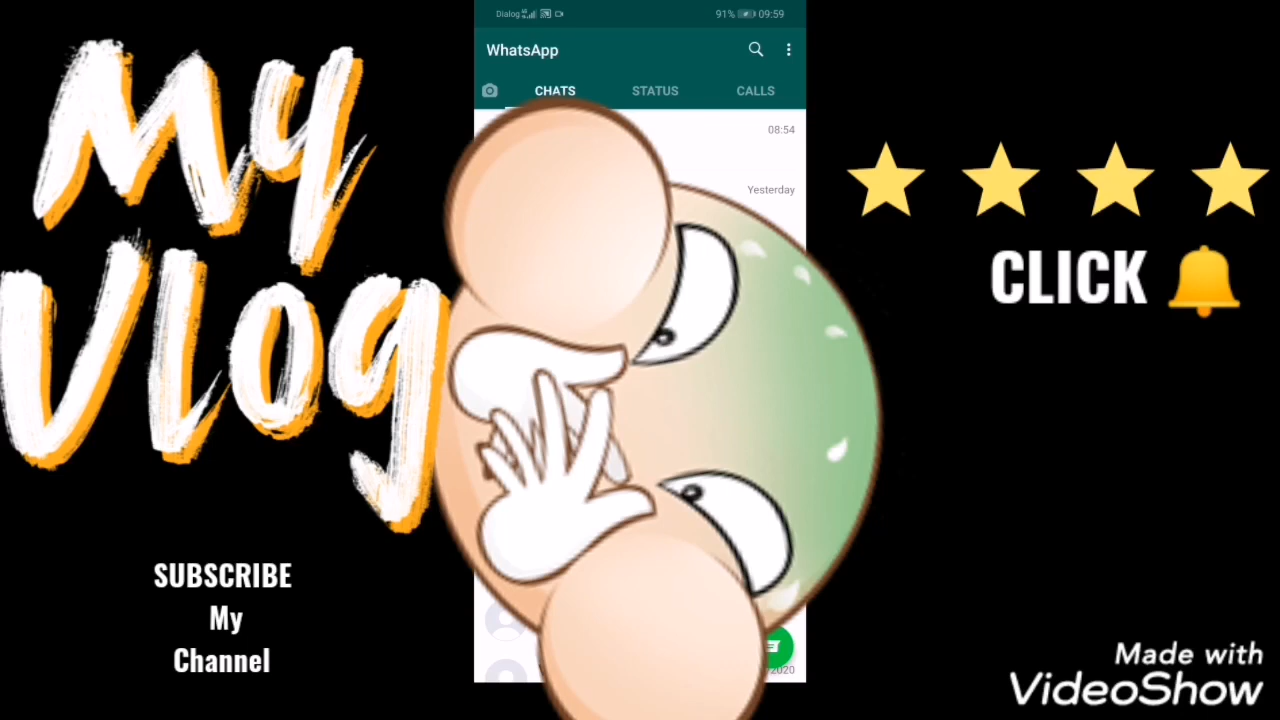 My
Vlog
SUBSCRIBE
My
Channel
Dialog 91% 09:59
WhatsApp
CHATS STATUS CALLS
08:54
Yesterday
2020
CLICK
Made with
VideoShow